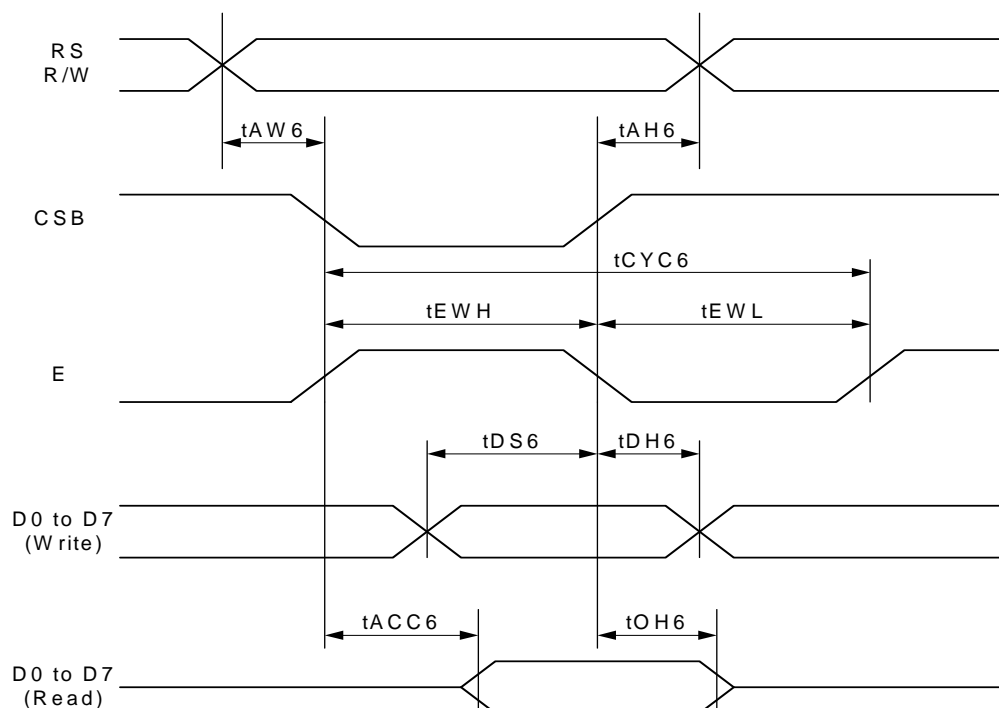 RS
R/W
tAW6
tAH6
CSB
tCYC6
tEWH
tEWL
E
tDS6
tDH6
D0 to D7
(Write)
tACC6
tOH6
D0 to D7
(Read)